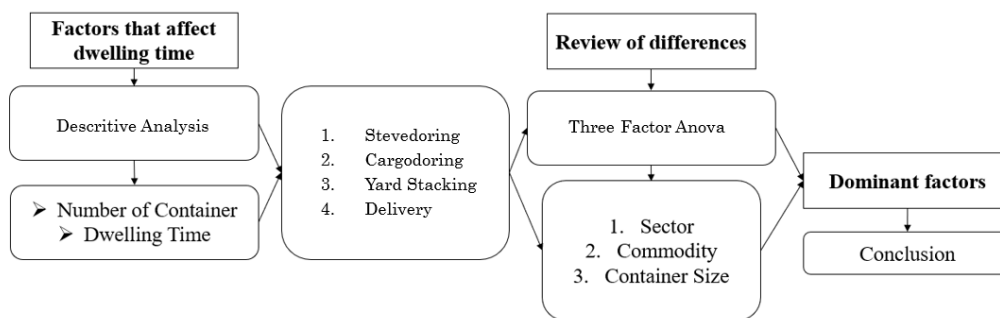 Factors that affect
dwelling time
Descritive Analysis
➢ Number of Container
➢ Dwelling Time
1. Stevedoring
2. Cargodoring
3. Yard Stacking
4. Delivery
Review of differences
Three Factor Anova
1. Sector
2. Commodity
3. Container Size
Dominant factors
Conclusion